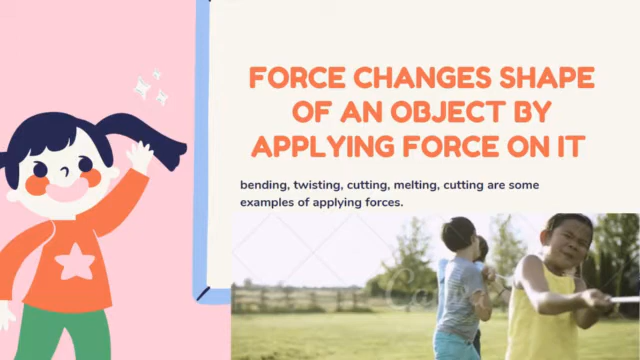 FORCE CHANGES SHAPE
OF AN OBJECT BY
APPLYING FORCE ON IT
bending, twisting, cutting, melting, cutting are some
examples of applying forces.